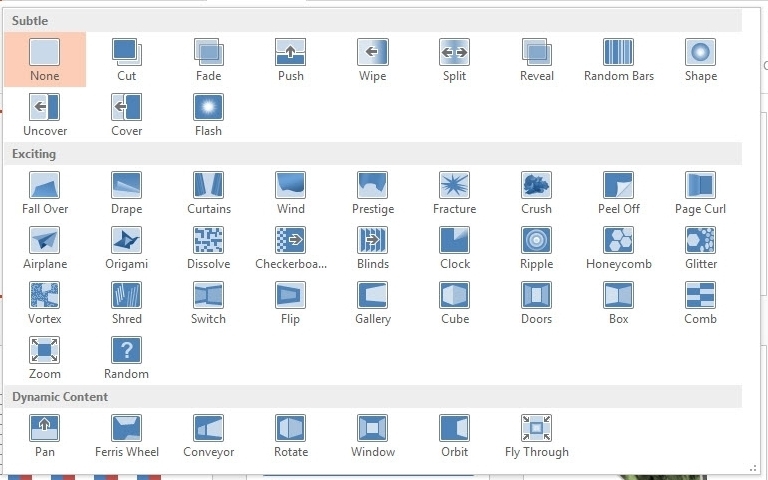 Subtle
None Cut Fade Push Wipe Split Reveal Random Bars Shape
Uncover Cover Flash
Exciting
Fall Over Drape Curtains Wind Prestige Fracture Crush Peel Off Page Curl
Airplane Origami Dissolve Checkerboa... Blinds Clock Ripple Honeycomb Glitter
Vortex Shred Switch Flip Gallery Cube Doors Box Comb
Zoom ? Random
Dynamic Content
Pan Ferris Wheel Conveyor Rotate Window Orbit Fly Through